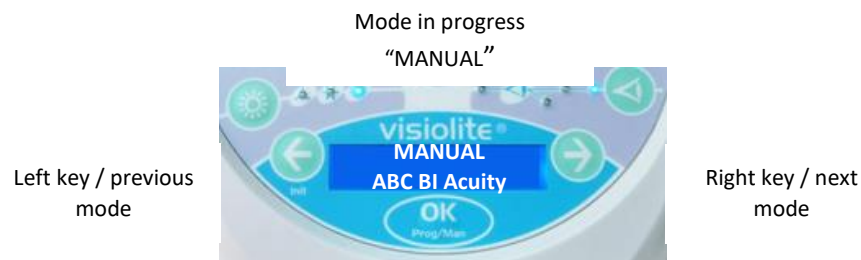 Mode in progress
“MANUAL”
visiolite®
MANUAL
ABC BI Acuity
Init
OK
Prog/Man
Left key / previous
mode
Right key / next
mode